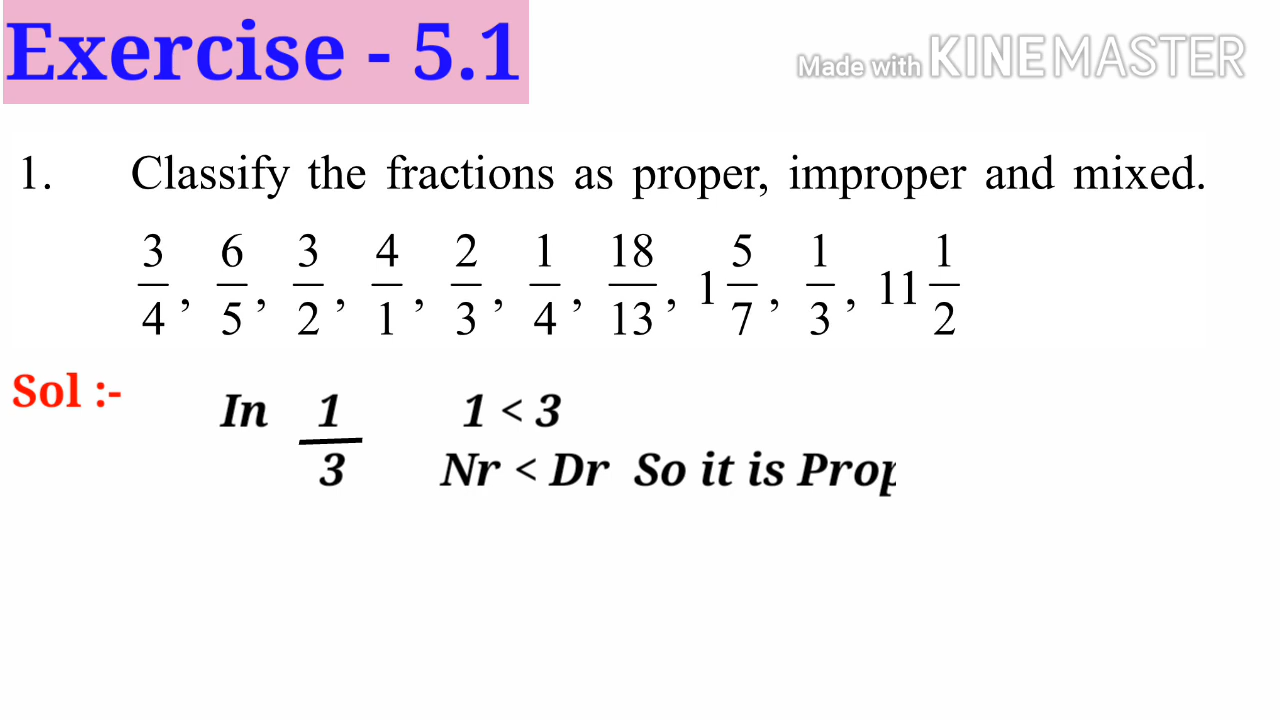 Exercise - 5.1
Made with KINEMASTER
1. Classify the fractions as proper, improper and mixed.
3/4, 6/5, 3/2, 4/1, 2/3, 1/4, 18/13, 1 5/7, 1/3, 11 1/2
Sol :-
In 1/3 1 < 3
Nr < Dr So it is Prop